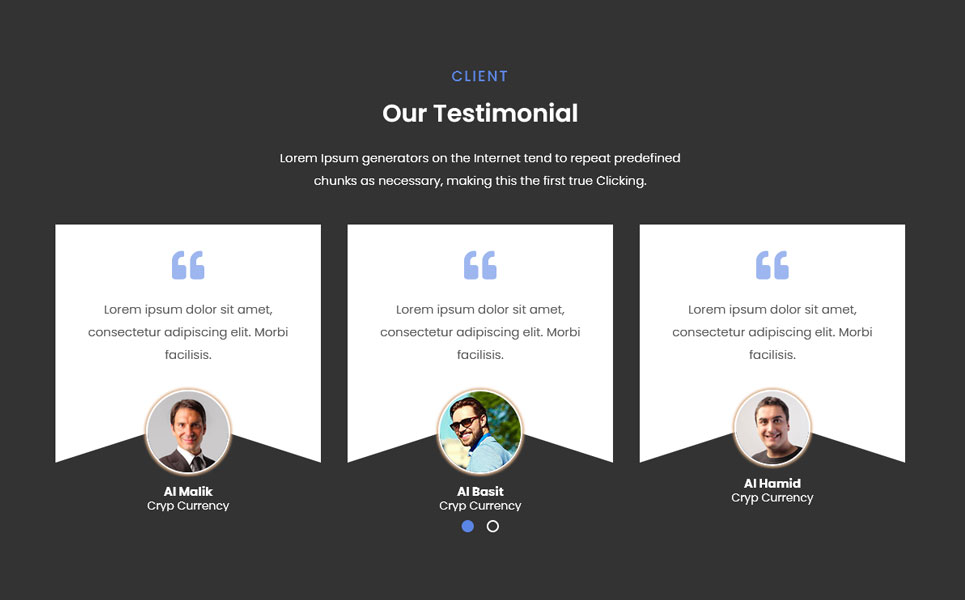 CLIENT
Our Testimonial
Lorem Ipsum generators on the Internet tend to repeat predefined
chunks as necessary, making this the first true Clicking.
Lorem ipsum dolor sit amet,
consectetur adipiscing elit. Morbi
facilisis.
Al Malik
Cryp Currency
Lorem ipsum dolor sit amet,
consectetur adipiscing elit. Morbi
facilisis.
Al Basit
Cryp Currency
Lorem ipsum dolor sit amet,
consectetur adipiscing elit. Morbi
facilisis.
Al Hamid
Cryp Currency